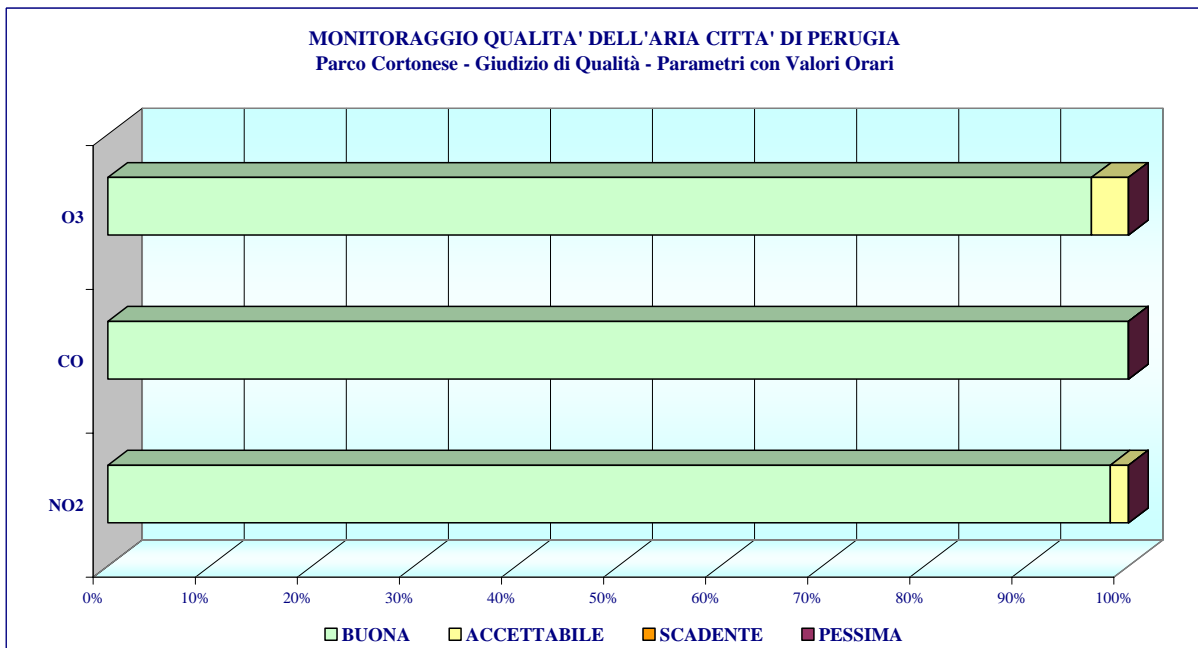 MONITORAGGIO QUALITA' DELL'ARIA CITTA' DI PERUGIA
Parco Cortonese - Giudizio di Qualità - Parametri con Valori Orari
O3
CO
NO2
0% 10% 20% 30% 40% 50% 60% 70% 80% 90% 100%
BUONA ACCETTABILE SCADENTE PESSIMA